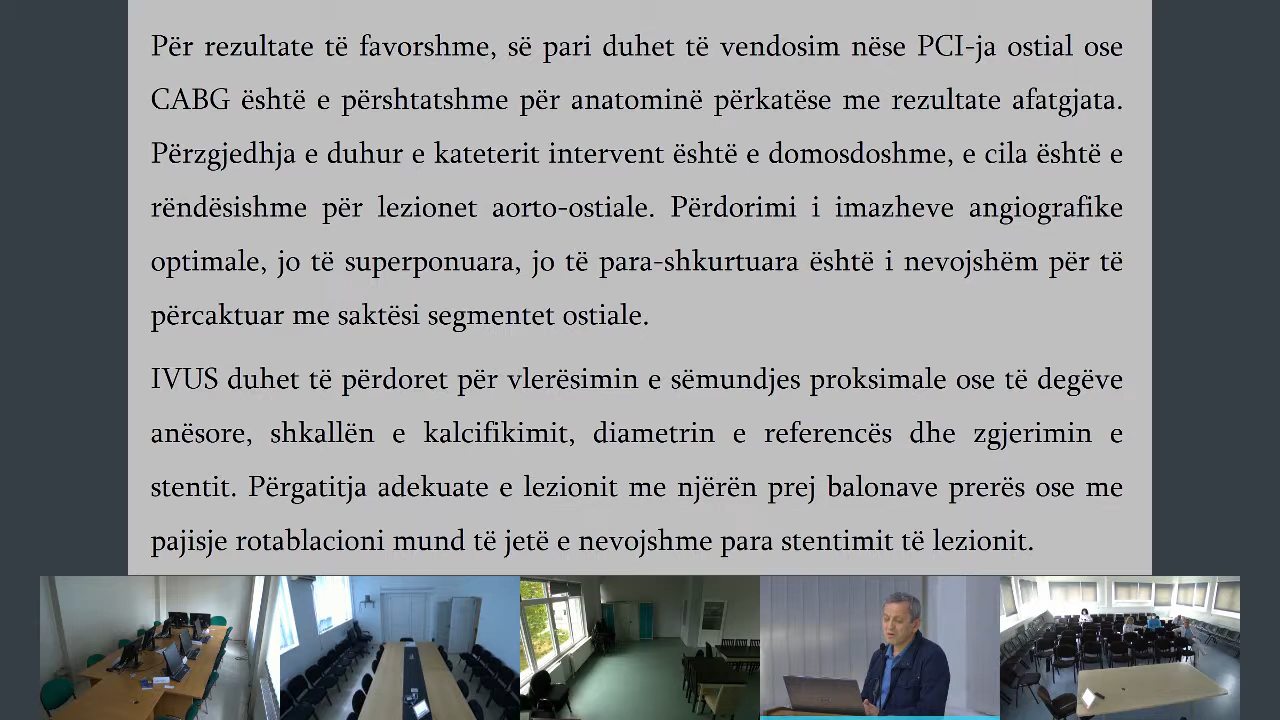 Për rezultate të favorshme, së pari duhet të vendosim nëse PCI-ja ostial ose
CABG është e përshtatshme për anatominë përkatëse me rezultate afatgjata.
Përzgjedhja e duhur e kateterit intervent është e domosdoshme, e cila është e
rëndësishme për lezionet aorto-ostiale. Përdorimi i imazheve angiografike
optimale, jo të superponuara, jo të para-shkurtuara është i nevojshëm për të
përcaktuar me saktësi segmentet ostiale.
IVUS duhet të përdoret për vlerësimin e sëmundjes proksimale ose të degëve
anësore, shkallën e kalcifikimit, diametrin e referencës dhe zgjerimin e
stentit. Përgatitja adekuate e lezionit me njërën prej balonave prerës ose me
pajisje rotablacioni mund të jetë e nevojshme para stentimit të lezionit.